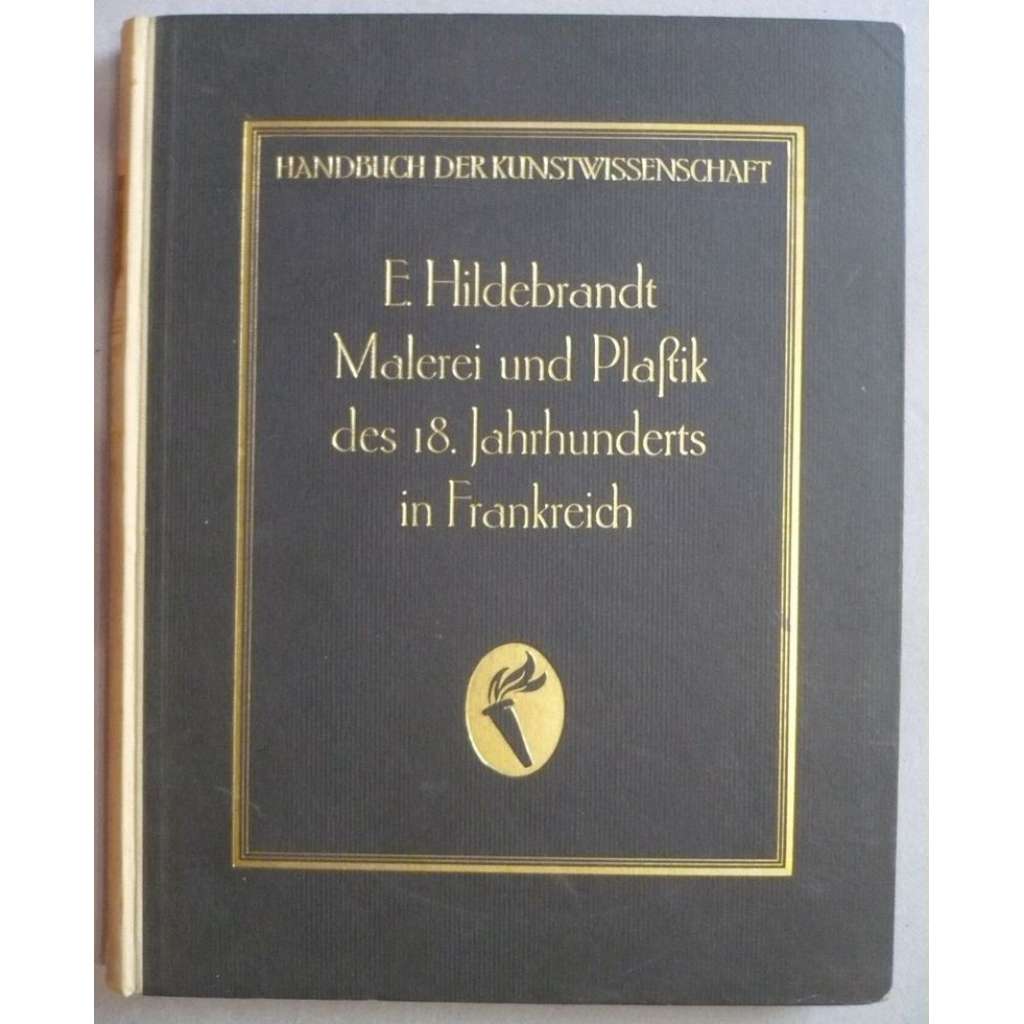 HANDBUCH DER KUNSTWISSENSCHAFT
E. Hildebrandt
Malerei und Plaſtik
des 18. Jahrhunderts
in Frankreich